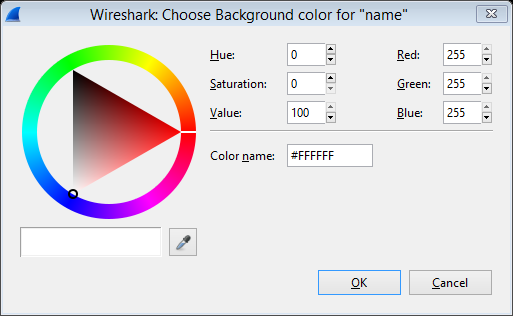 Wireshark: Choose Background color for "name"
Hue: 0 Red: 255
Saturation: 0 Green: 255
Value: 100 Blue: 255
Color name: #FFFFFF
OK Cancel